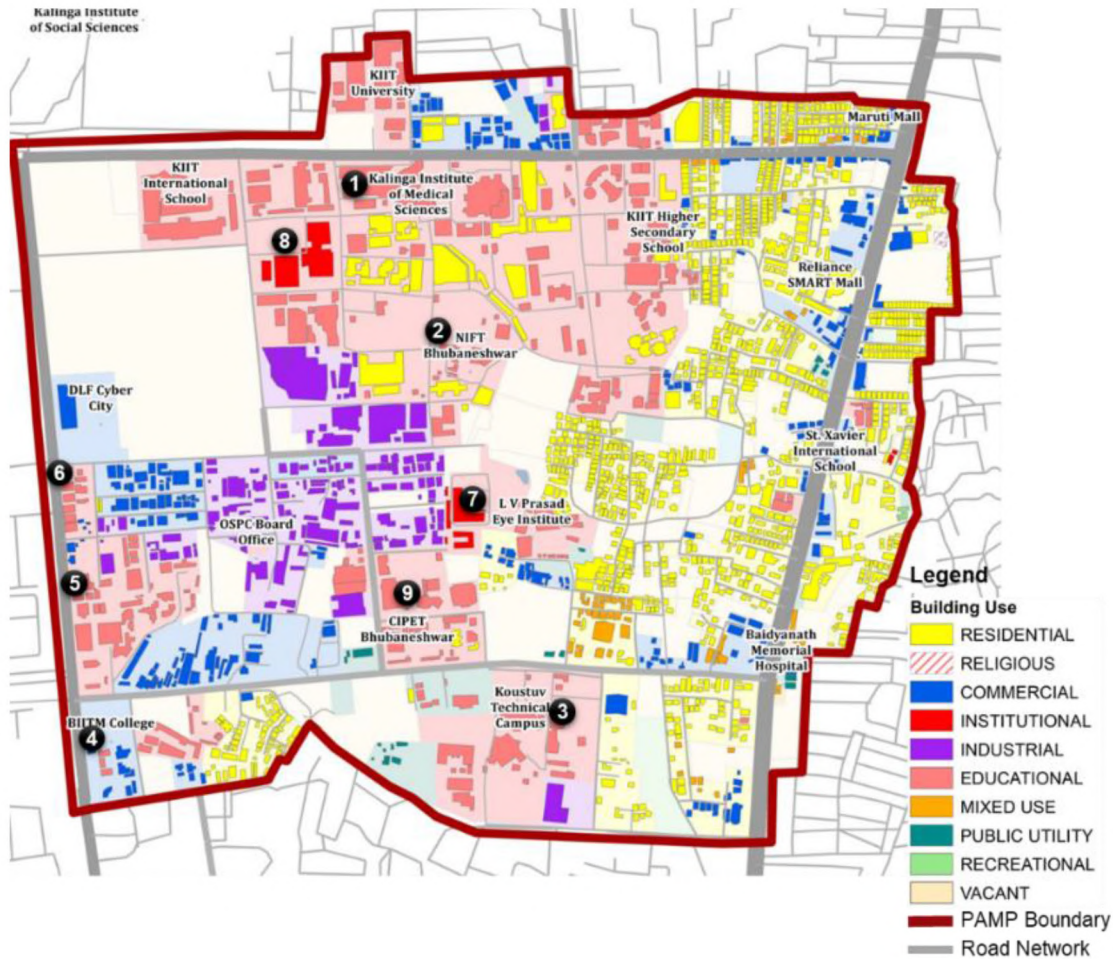 Kalinga Institute
of Social Sciences
KIIT
University
Maruti Mall
KIIT
International
School
1
Kalinga Institute
of Medical
Sciences
8
KIIT Higher
Secondary
School
Reliance
SMART Mall
2
NIFT
Bhubaneshwar
DLF Cyber
City
St. Xavier
International
School
6
7
L V Prasad
Eye Institute
OSPC Board
Office
5
9
CIPET
Bhubaneshwar
Baidyanath
Memorial
Hospital
Koustuv
Technical
Campus
3
BIITM College
4
Legend
Building Use
RESIDENTIAL
RELIGIOUS
COMMERCIAL
INSTITUTIONAL
INDUSTRIAL
EDUCATIONAL
MIXED USE
PUBLIC UTILITY
RECREATIONAL
VACANT
PAMP Boundary
Road Network